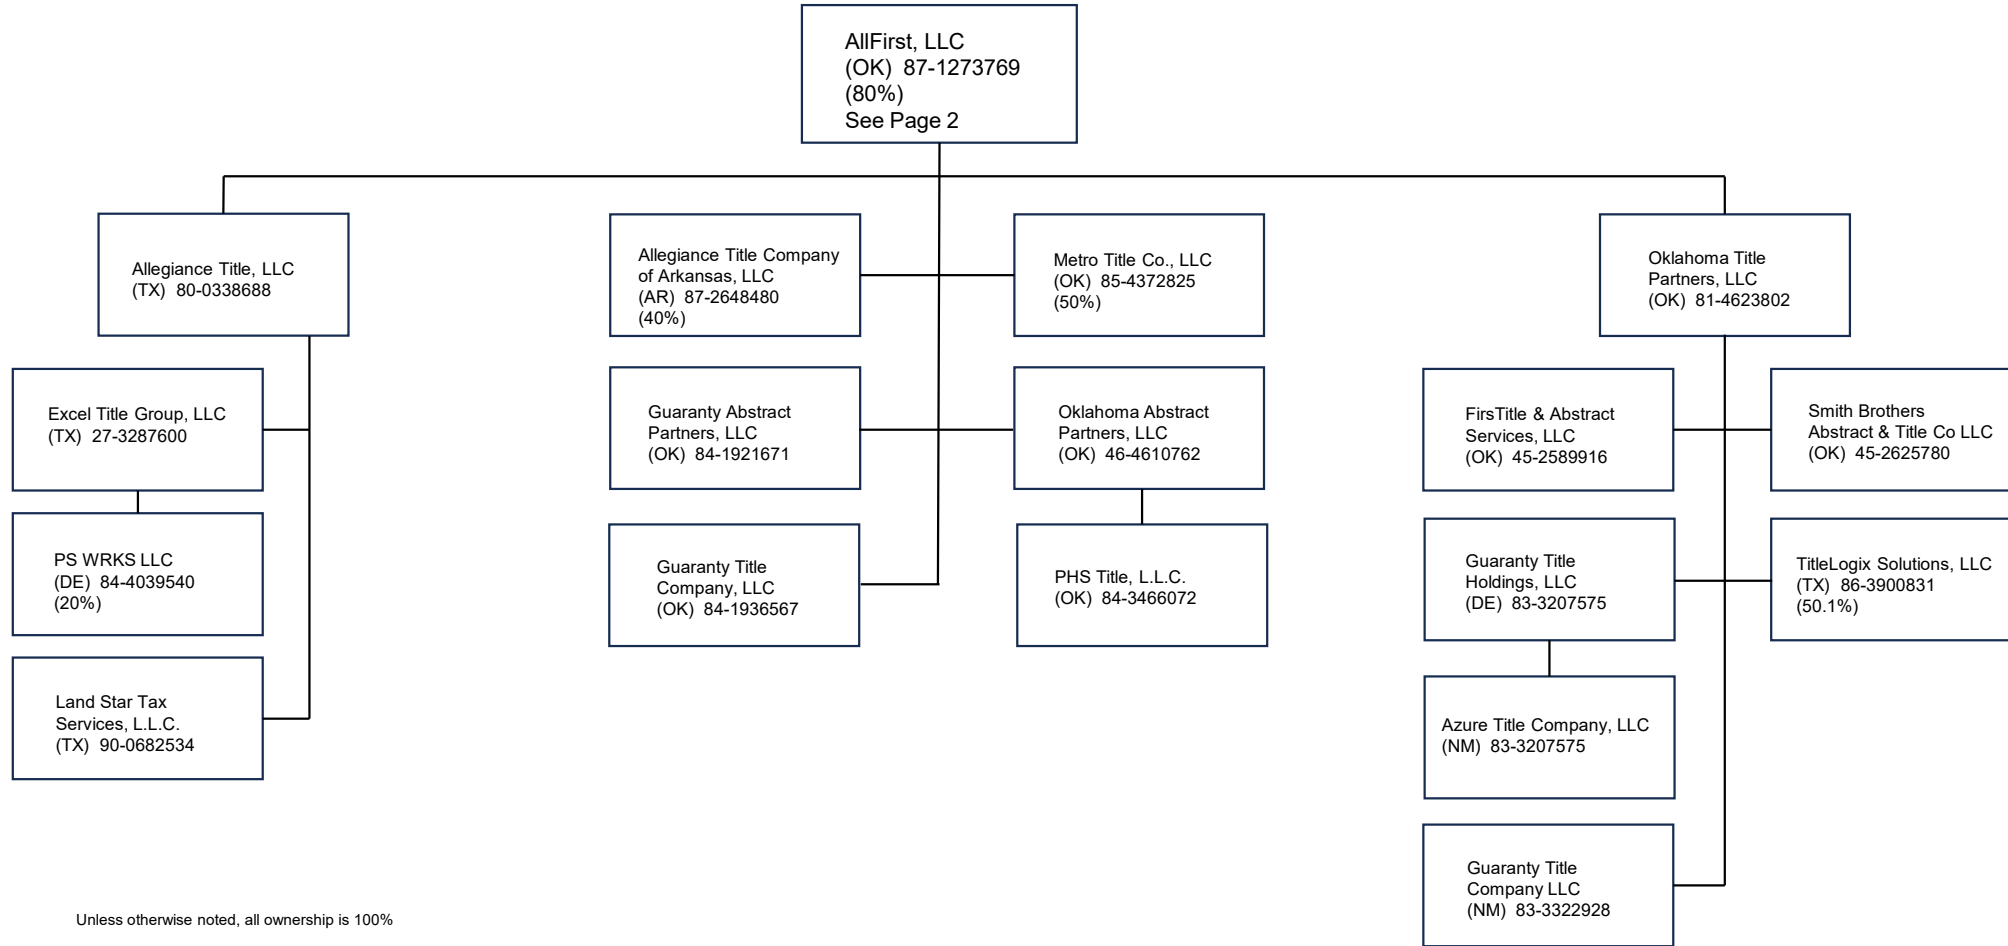 AllFirst, LLC
(OK) 87-1273769
(80%)
See Page 2
Allegiance Title, LLC
(TX) 80-0338688
Allegiance Title Company
of Arkansas, LLC
(AR) 87-2648480
(40%)
Metro Title Co., LLC
(OK) 85-4372825
(50%)
Oklahoma Title
Partners, LLC
(OK) 81-4623802
Excel Title Group, LLC
(TX) 27-3287600
Guaranty Abstract
Partners, LLC
(OK) 84-1921671
Oklahoma Abstract
Partners, LLC
(OK) 46-4610762
FirsTitle & Abstract
Services, LLC
(OK) 45-2589916
Smith Brothers
Abstract & Title Co LLC
(OK) 45-2625780
PS WRKS LLC
(DE) 84-4039540
(20%)
Guaranty Title
Company, LLC
(OK) 84-1936567
PHS Title, L.L.C.
(OK) 84-3466072
Guaranty Title
Holdings, LLC
(DE) 83-3207575
TitleLogix Solutions, LLC
(TX) 86-3900831
(50.1%)
Land Star Tax
Services, L.L.C.
(TX) 90-0682534
Azure Title Company, LLC
(NM) 83-3207575
Guaranty Title
Company LLC
(NM) 83-3322928
Unless otherwise noted, all ownership is 100%